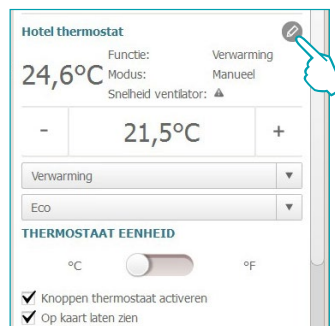 Hotel thermostat
24,6°C
Functie: Verwarming
Modus: Manueel
Snelheid ventilator:
- 21,5°C +
Verwarming
Eco
THERMOSTAAT EENHEID
°C °F
Knoppen thermostaat activeren
Op kaart laten zien